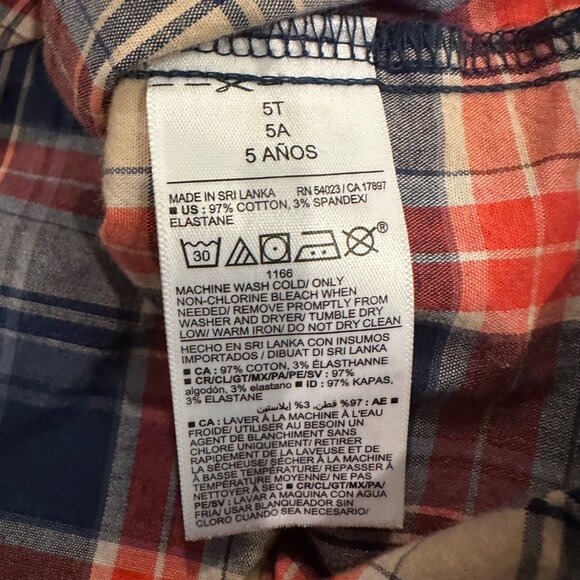 5T
5A
5 AÑOS
MADE IN SRI LANKA RN 54023 / CA 17897
■ US : 97% COTTON, 3% SPANDEX/
ELASTANE
30 ®
1166
MACHINE WASH COLD/ ONLY
NON-CHLORINE BLEACH WHEN
NEEDED/ REMOVE PROMPTLY FROM
WASHER AND DRYER/ TUMBLE DRY
LOW/ WARM IRON/ DO NOT DRY CLEAN
HECHO EN SRI LANKA CON INSUMOS
IMPORTADOS / DIBUAT DI SRI LANKA
■ CA : 97% COTON, 3% ÉLASTHANNE
■ CR/CL/GT/MX/PA/PE/SV : 97%
algodón, 3% elastano ■ ID : 97% KAPAS,
3% ELASTANE
■ AE : 97% قطن, 3% إيلاستين
■ CA : LAVER À LA MACHINE À L'EAU
FROIDE/ UTILISER AU BESOIN UN
AGENT DE BLANCHIMENT SANS
CHLORE UNIQUEMENT/ RETIRER
RAPIDEMENT DE LA LAVEUSE ET DE
LA SÉCHEUSE/ SÉCHER À LA MACHINE
À BASSE TEMPÉRATURE/ REPASSER À
TEMPÉRATURE MOYENNE/ NE PAS
NETTOYER À SEC ■ CR/CL/GT/MX/PA/
PE/SV : LAVAR A MAQUINA CON AGUA
FRIA/ USAR BLANQUEADOR SIN
CLORO CUANDO SEA NECESARIO/